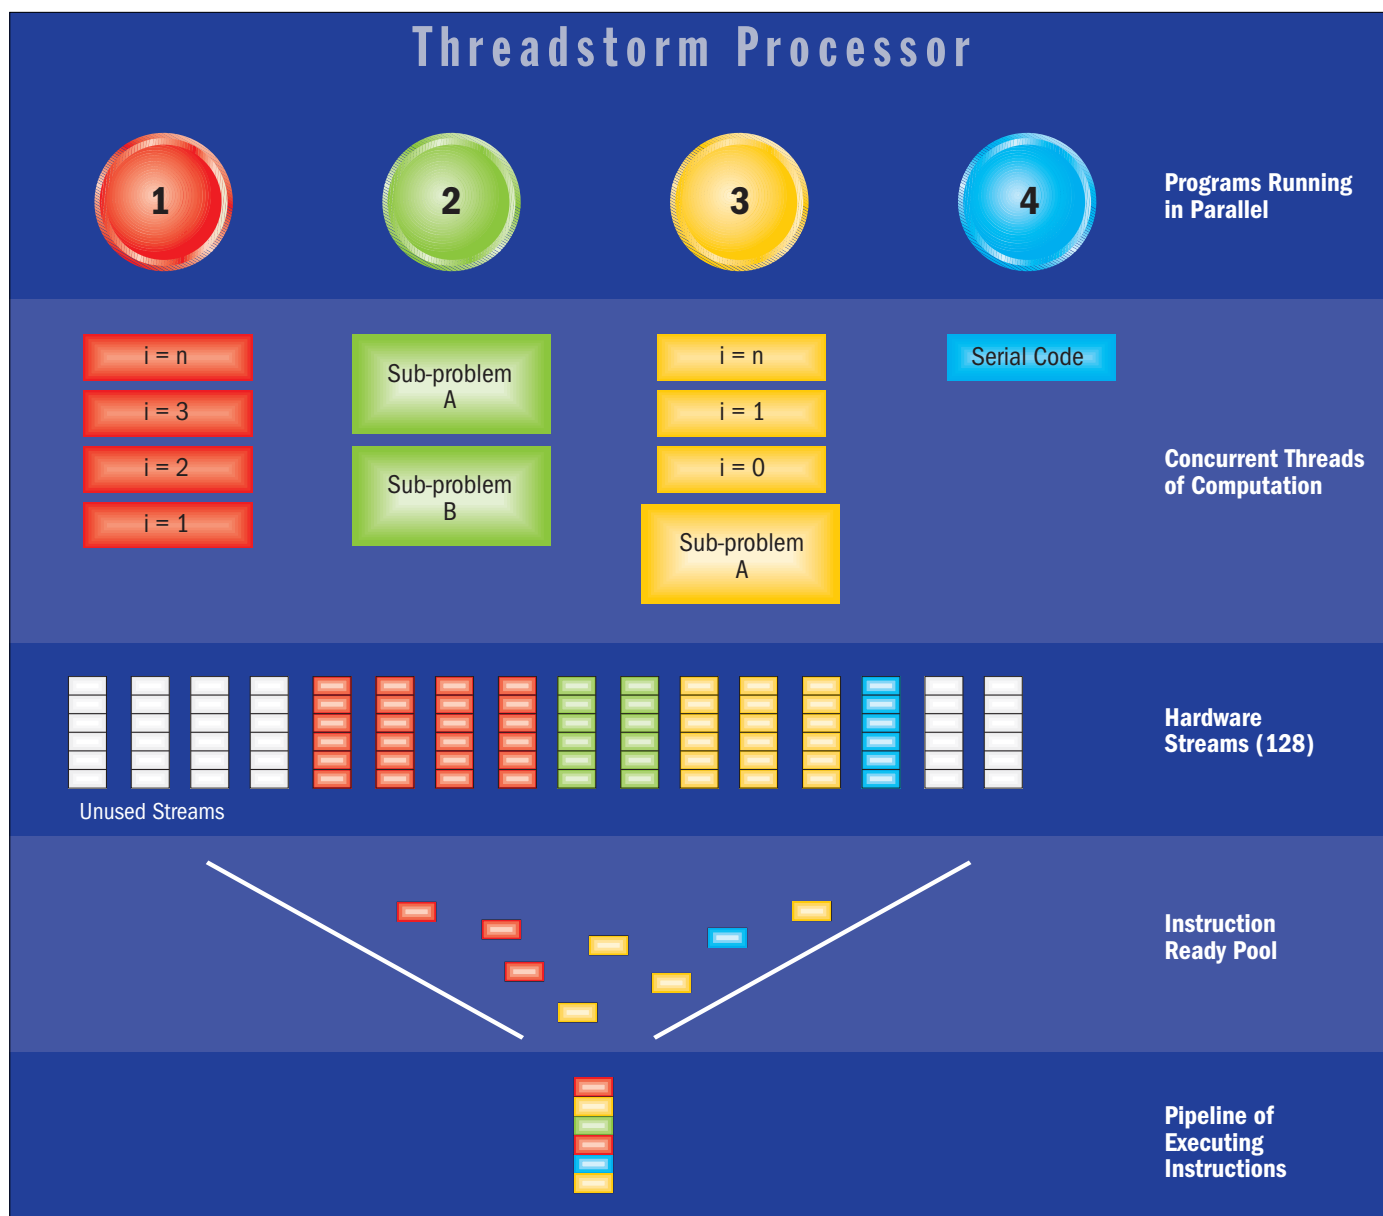 Threadstorm Processor
1
2
3
4
Programs Running
in Parallel
i = n
i = 3
i = 2
i = 1
Sub-problem
A
Sub-problem
B
i = n
i = 1
i = 0
Sub-problem
A
Serial Code
Concurrent Threads
of Computation
Hardware
Streams (128)
Unused Streams
Instruction
Ready Pool
Pipeline of
Executing
Instructions